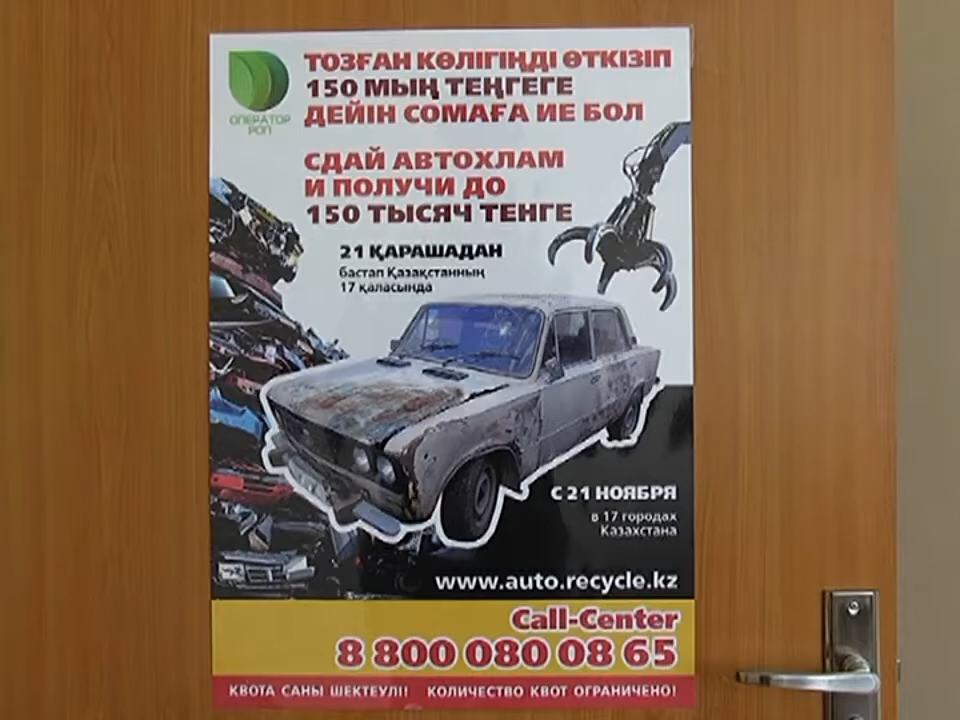 ОПЕРАТОР
РОП
ТОЗҒАН КӨЛІГІҢДІ ӨТКІЗІП
150 МЫҢ ТЕҢГЕГЕ
ДЕЙІН СОМАҒА ИЕ БОЛ
СДАЙ АВТОХЛАМ
И ПОЛУЧИ ДО
150 ТЫСЯЧ ТЕНГЕ
21 ҚАРАШАДАН
бастап Қазақстанның
17 қаласында
С 21 НОЯБРЯ
в 17 городах
Казахстана
www.auto.recycle.kz
Call-Center
8 800 080 08 65
КВОТА САНЫ ШЕКТЕУЛІ! КОЛИЧЕСТВО КВОТ ОГРАНИЧЕНО!